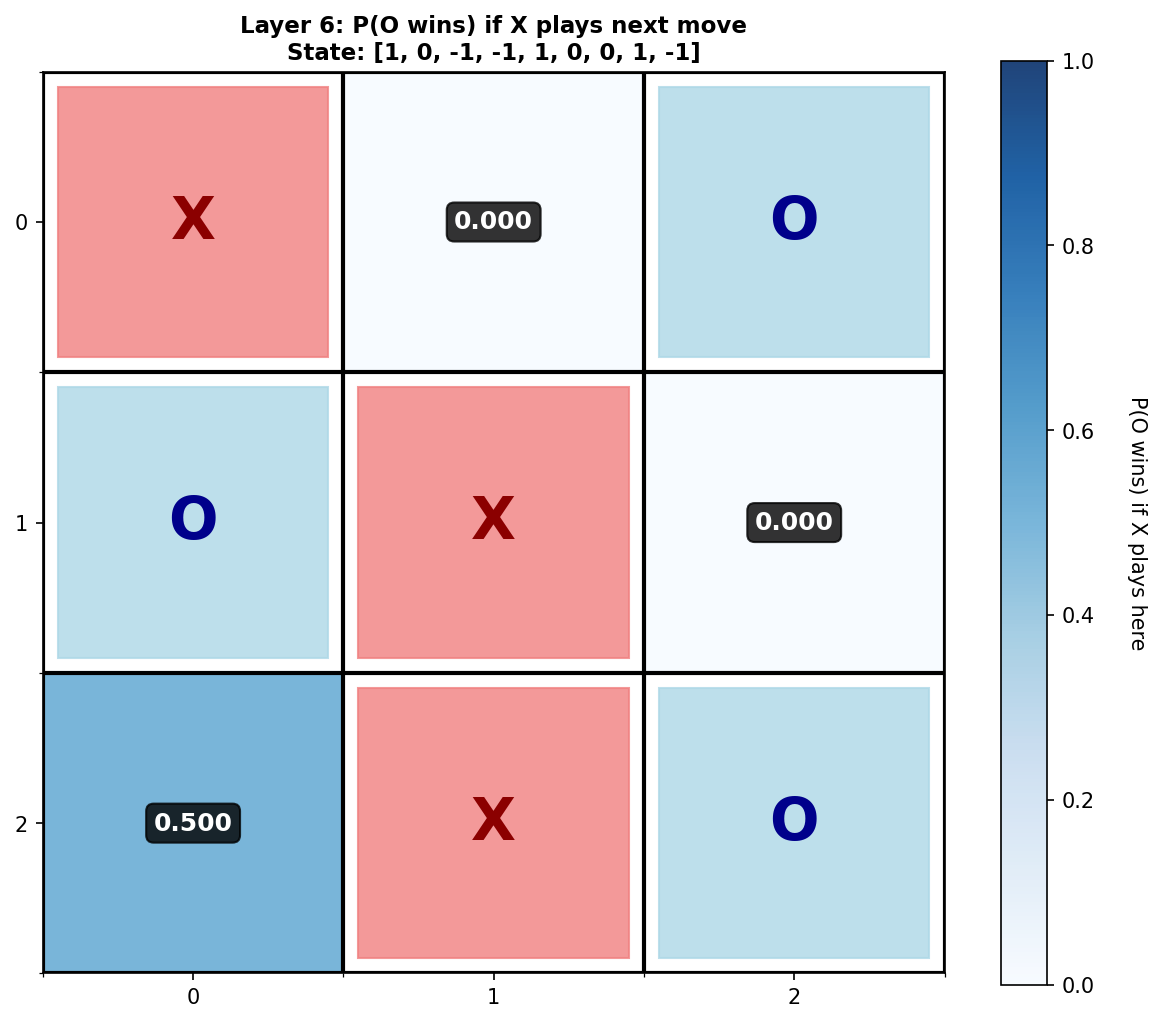 Layer 6: P(O wins) if X plays next move
State: [1, 0, -1, -1, 1, 0, 0, 1, -1]
0
X
0.000
O
1
O
X
0.000
2
0.500
X
O
0
1
2
1.0
0.8
0.6
0.4
0.2
0.0
P(O wins) if X plays here